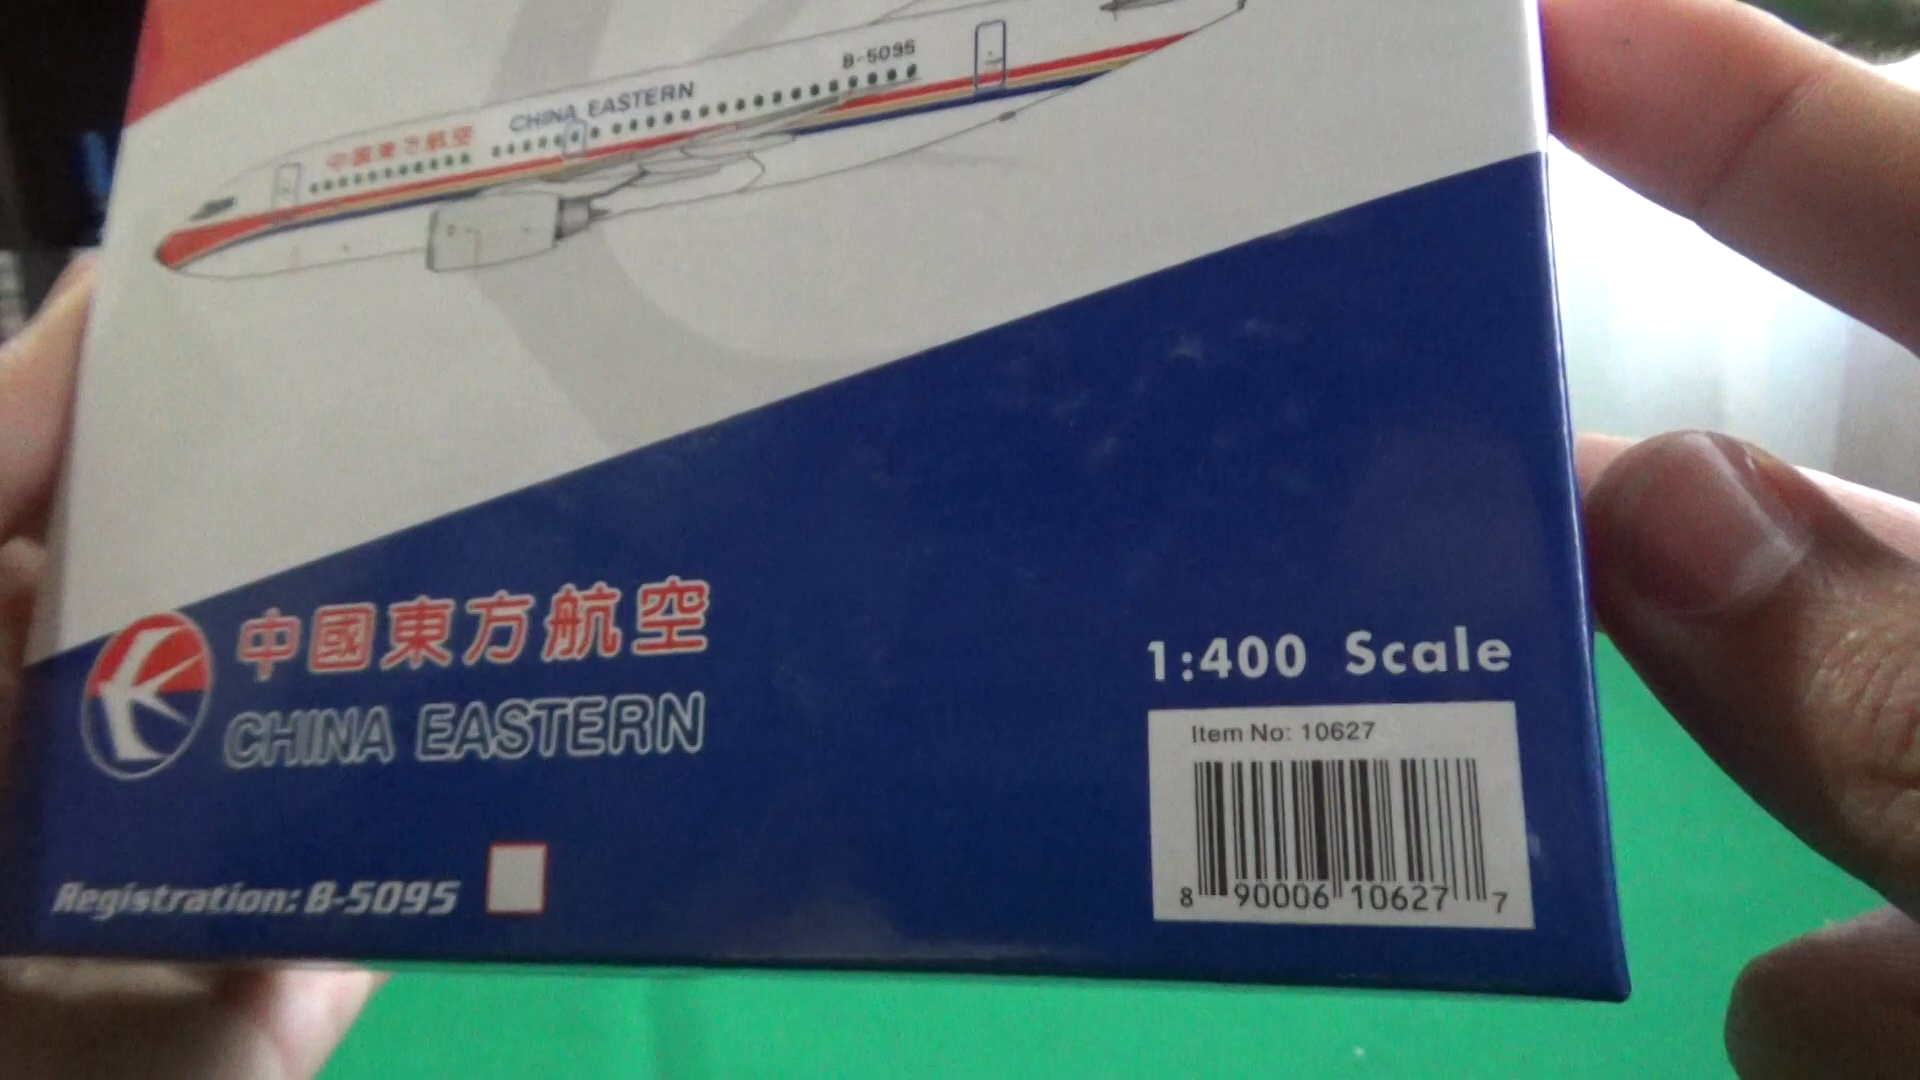 B-5095
CHINA EASTERN
中國東方航空
中國東方航空
CHINA EASTERN
1:400 Scale
Item No: 10627
8 90006 10627 7
Registration: B-5095